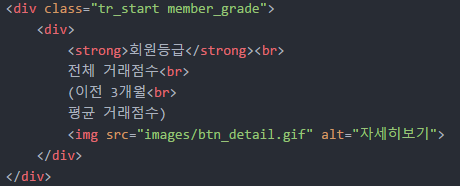 <div class="tr_start member_grade">
<div>
<strong>회원등급</strong><br>
전체 거래점수<br>
(이전 3개월<br>
평균 거래점수)
<img src="images/btn_detail.gif" alt="자세히보기">
</div>
</div>